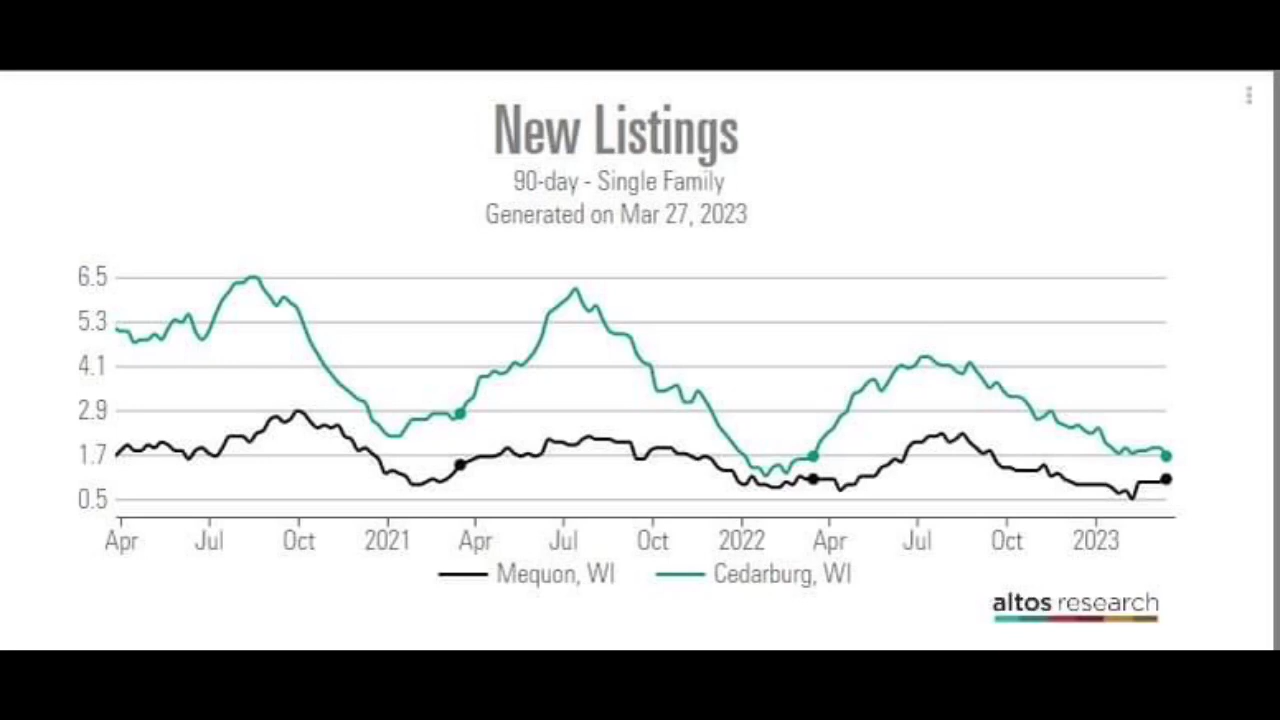 New Listings
90-day - Single Family
Generated on Mar 27, 2023
6.5
5.3
4.1
2.9
1.7
0.5
Apr Jul Oct 2021 Apr Jul Oct 2022 Apr Jul Oct 2023
Mequon, WI Cedarburg, WI
altos research